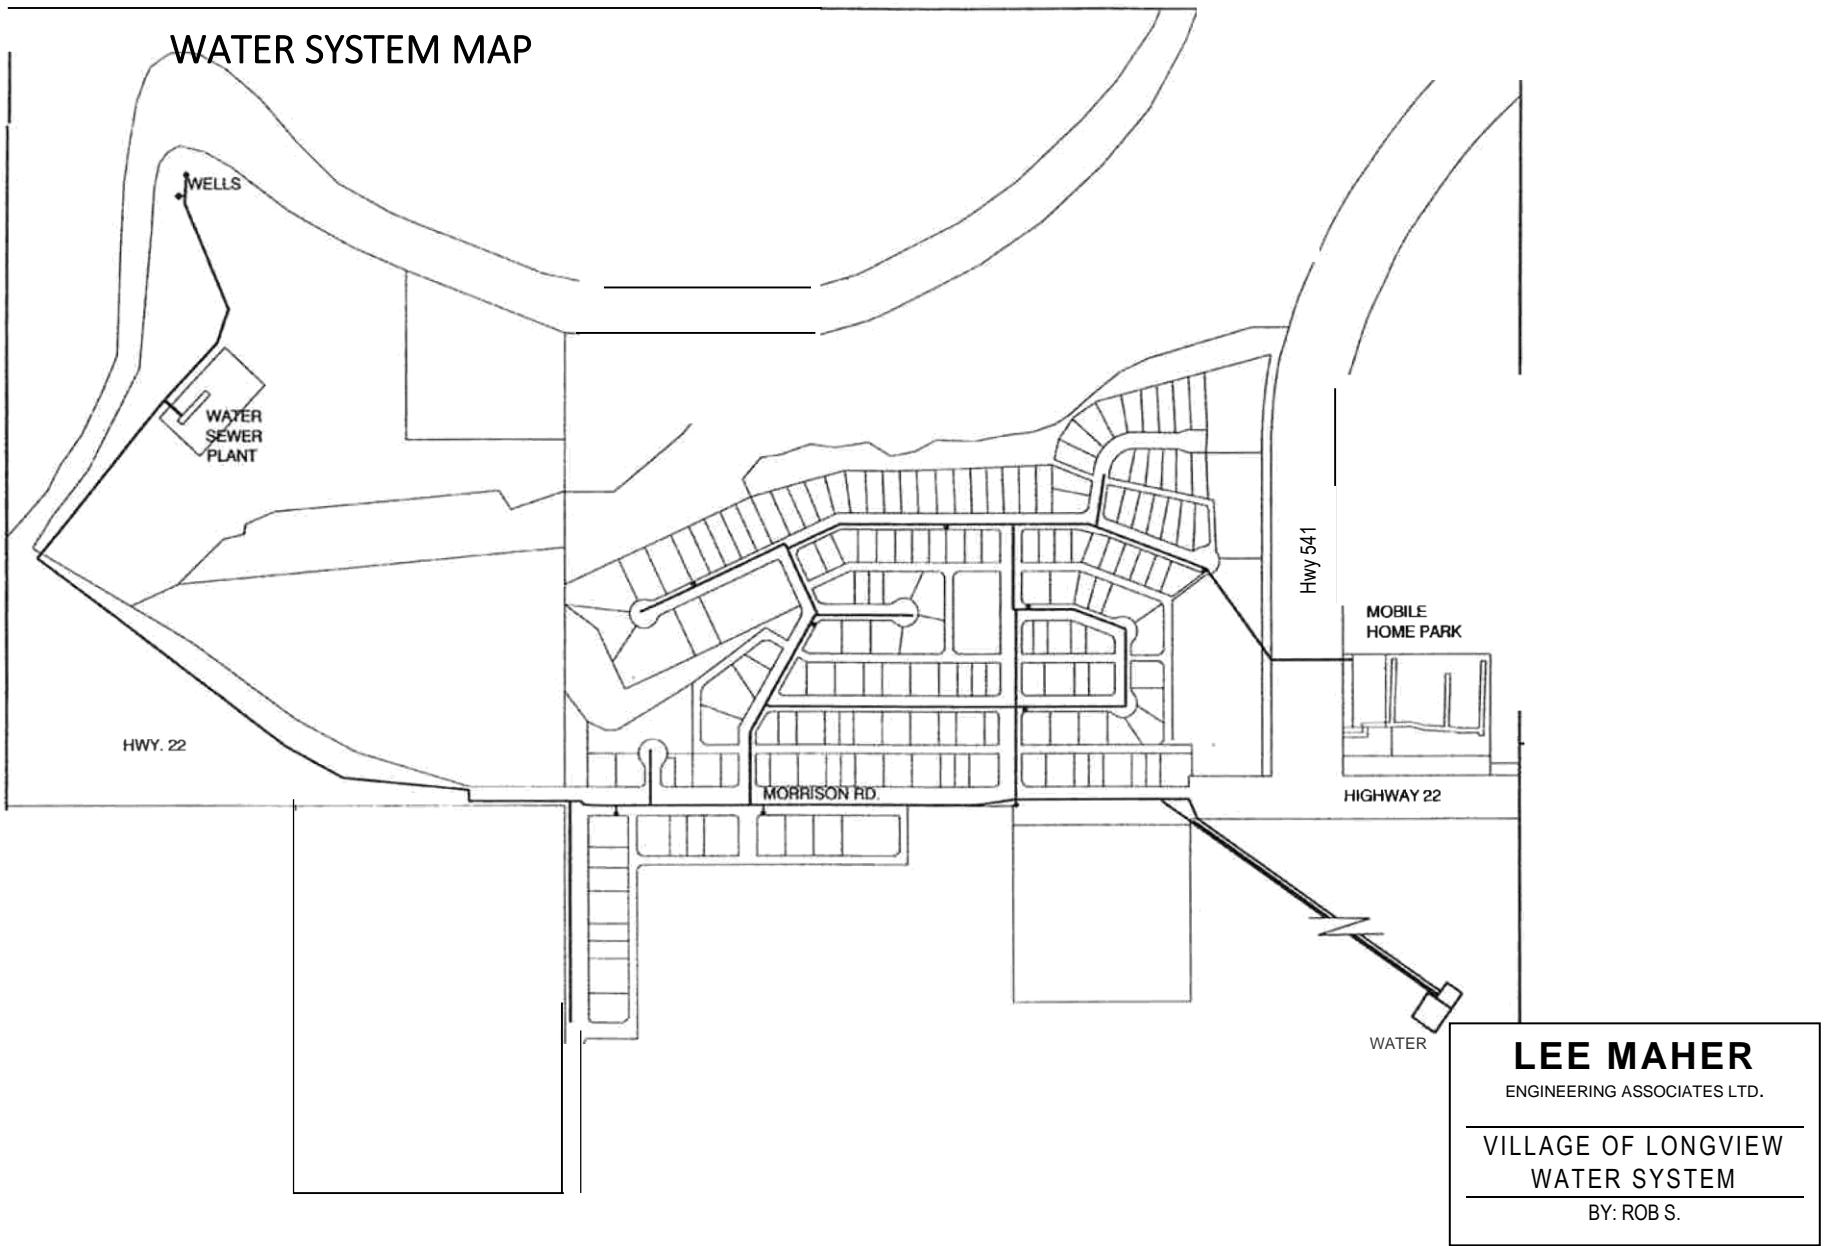 WATER SYSTEM MAP
WELLS
WATER
SEWER
PLANT
Hwy 541
MOBILE
HOME PARK
HWY. 22
MORRISON RD.
HIGHWAY 22
WATER
LEE MAHER
ENGINEERING ASSOCIATES LTD.
VILLAGE OF LONGVIEW
WATER SYSTEM
BY: ROB S.